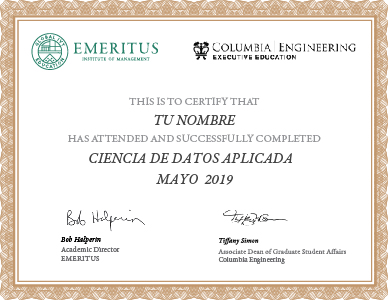 GLOBAL IVY
EDUCATION
EMERITUS
INSTITUTE OF MANAGEMENT
COLUMBIA | ENGINEERING
EXECUTIVE EDUCATION
THIS IS TO CERTIFY THAT
TU NOMBRE
HAS ATTENDED AND SUCCESSFULLY COMPLETED
CIENCIA DE DATOS APLICADA
MAYO 2019
Bob Halperin
Bob Halperin
Academic Director
EMERITUS
Tiffany Simon
Associate Dean of Graduate Student Affairs
Columbia Engineering